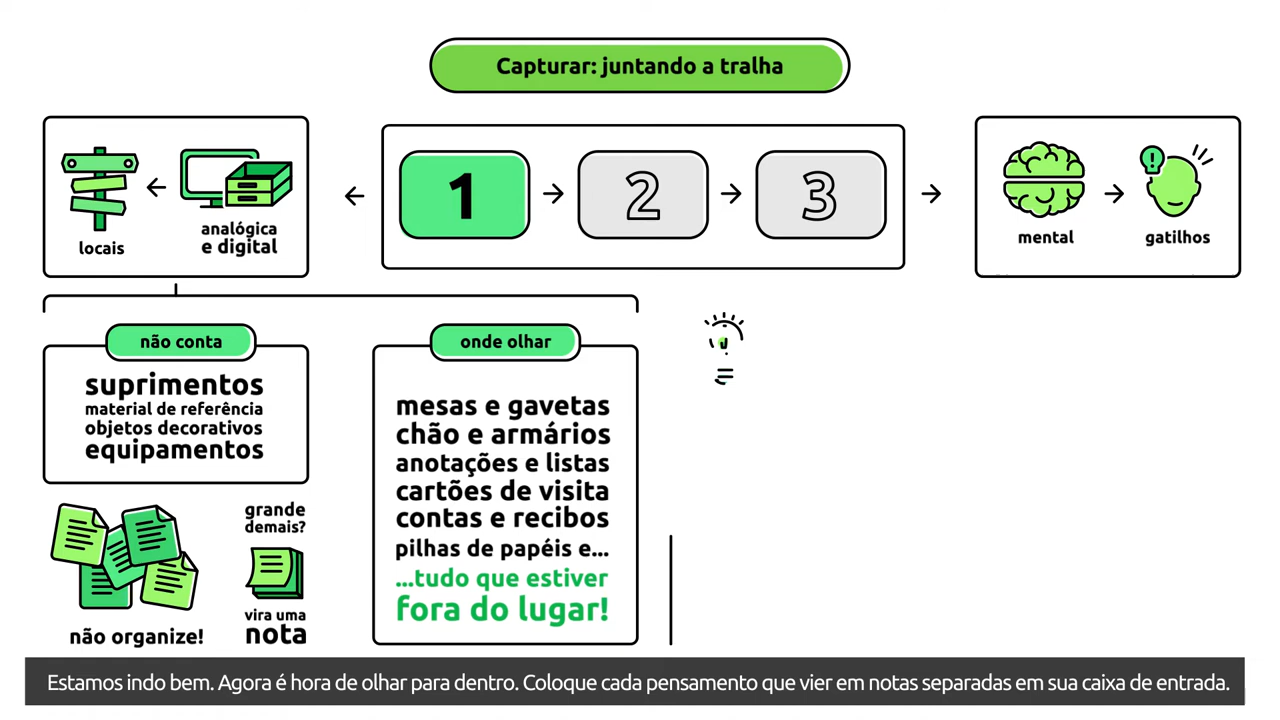 Capturar: juntando a tralha
locais
analógica
e digital
1
2
3
mental
gatilhos
não conta
suprimentos
material de referência
objetos decorativos
equipamentos
onde olhar
mesas e gavetas
chão e armários
anotações e listas
cartões de visita
contas e recibos
pilhas de papéis e...
...tudo que estiver
fora do lugar!
não organize!
grande
demais?
vira uma
nota
Estamos indo bem. Agora é hora de olhar para dentro. Coloque cada pensamento que vier em notas separadas em sua caixa de entrada.